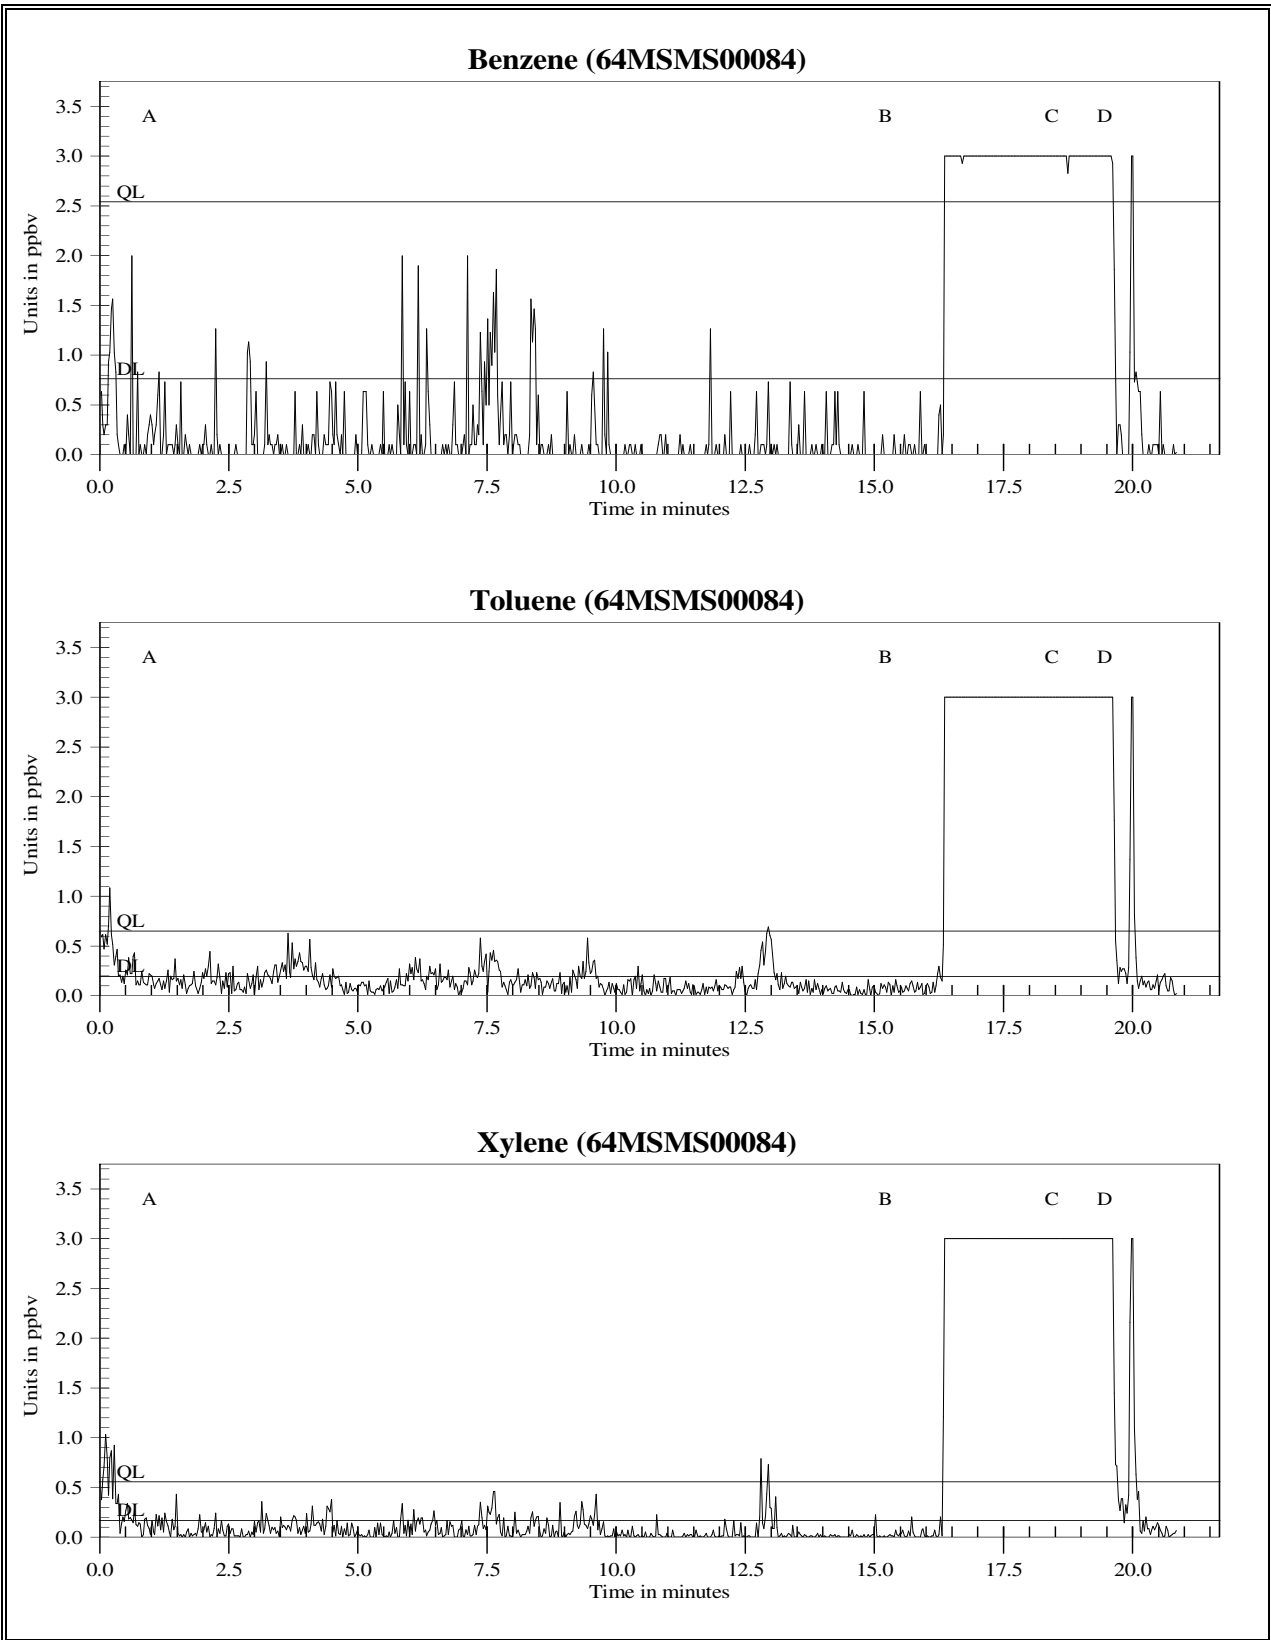 Benzene (64MSMS00084)
3.5
A B C D
3.0
QL
2.5
2.0
1.5
1.0
DL
0.5
0.0
0.0 2.5 5.0 7.5 10.0 12.5 15.0 17.5 20.0
Time in minutes
Units in ppbv
Toluene (64MSMS00084)
3.5
A B C D
3.0
2.5
2.0
1.5
1.0
QL
0.5
DL
0.0
0.0 2.5 5.0 7.5 10.0 12.5 15.0 17.5 20.0
Time in minutes
Units in ppbv
Xylene (64MSMS00084)
3.5
A B C D
3.0
2.5
2.0
1.5
1.0
QL
0.5
DL
0.0
0.0 2.5 5.0 7.5 10.0 12.5 15.0 17.5 20.0
Time in minutes
Units in ppbv